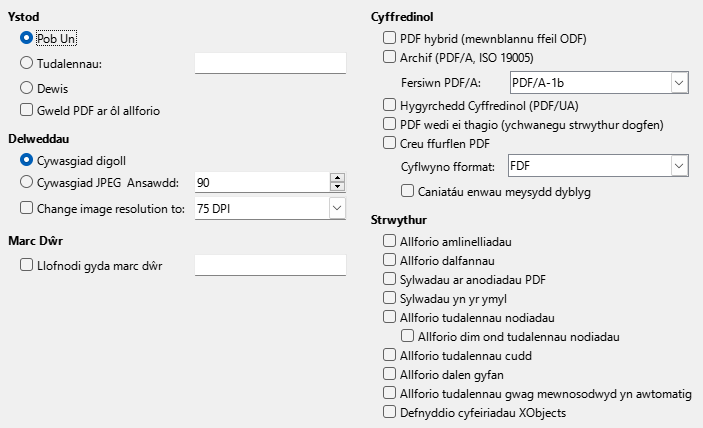 Ystod
Pob Un
Tudalennau:
Dewis
Gweld PDF ar ôl allforio
Delweddau
Cywasgiad digoll
Cywasgiad JPEG Ansawdd: 90
Change image resolution to: 75 DPI
Marc Dŵr
Llofnodi gyda marc dŵr
Cyffredinol
PDF hybrid (mewnblannu ffeil ODF)
Archif (PDF/A, ISO 19005)
Fersiwn PDF/A: PDF/A-1b
Hygyrchedd Cyffredinol (PDF/UA)
PDF wedi ei thagio (ychwanegu strwythur dogfen)
Creu ffurflen PDF
Cyflwyno fformat: FDF
Caniatáu enwau meysydd dyblyg
Strwythur
Allforio amlinelliadau
Allforio dalfannau
Sylwadau ar anodiadau PDF
Sylwadau yn yr ymyl
Allforio tudalennau nodiadau
Allforio dim ond tudalennau nodiadau
Allforio tudalennau cudd
Allforio dalen gyfan
Allforio tudalennau gwag mewnosodwyd yn awtomatig
Defnyddio cyfeiriadau XObjects